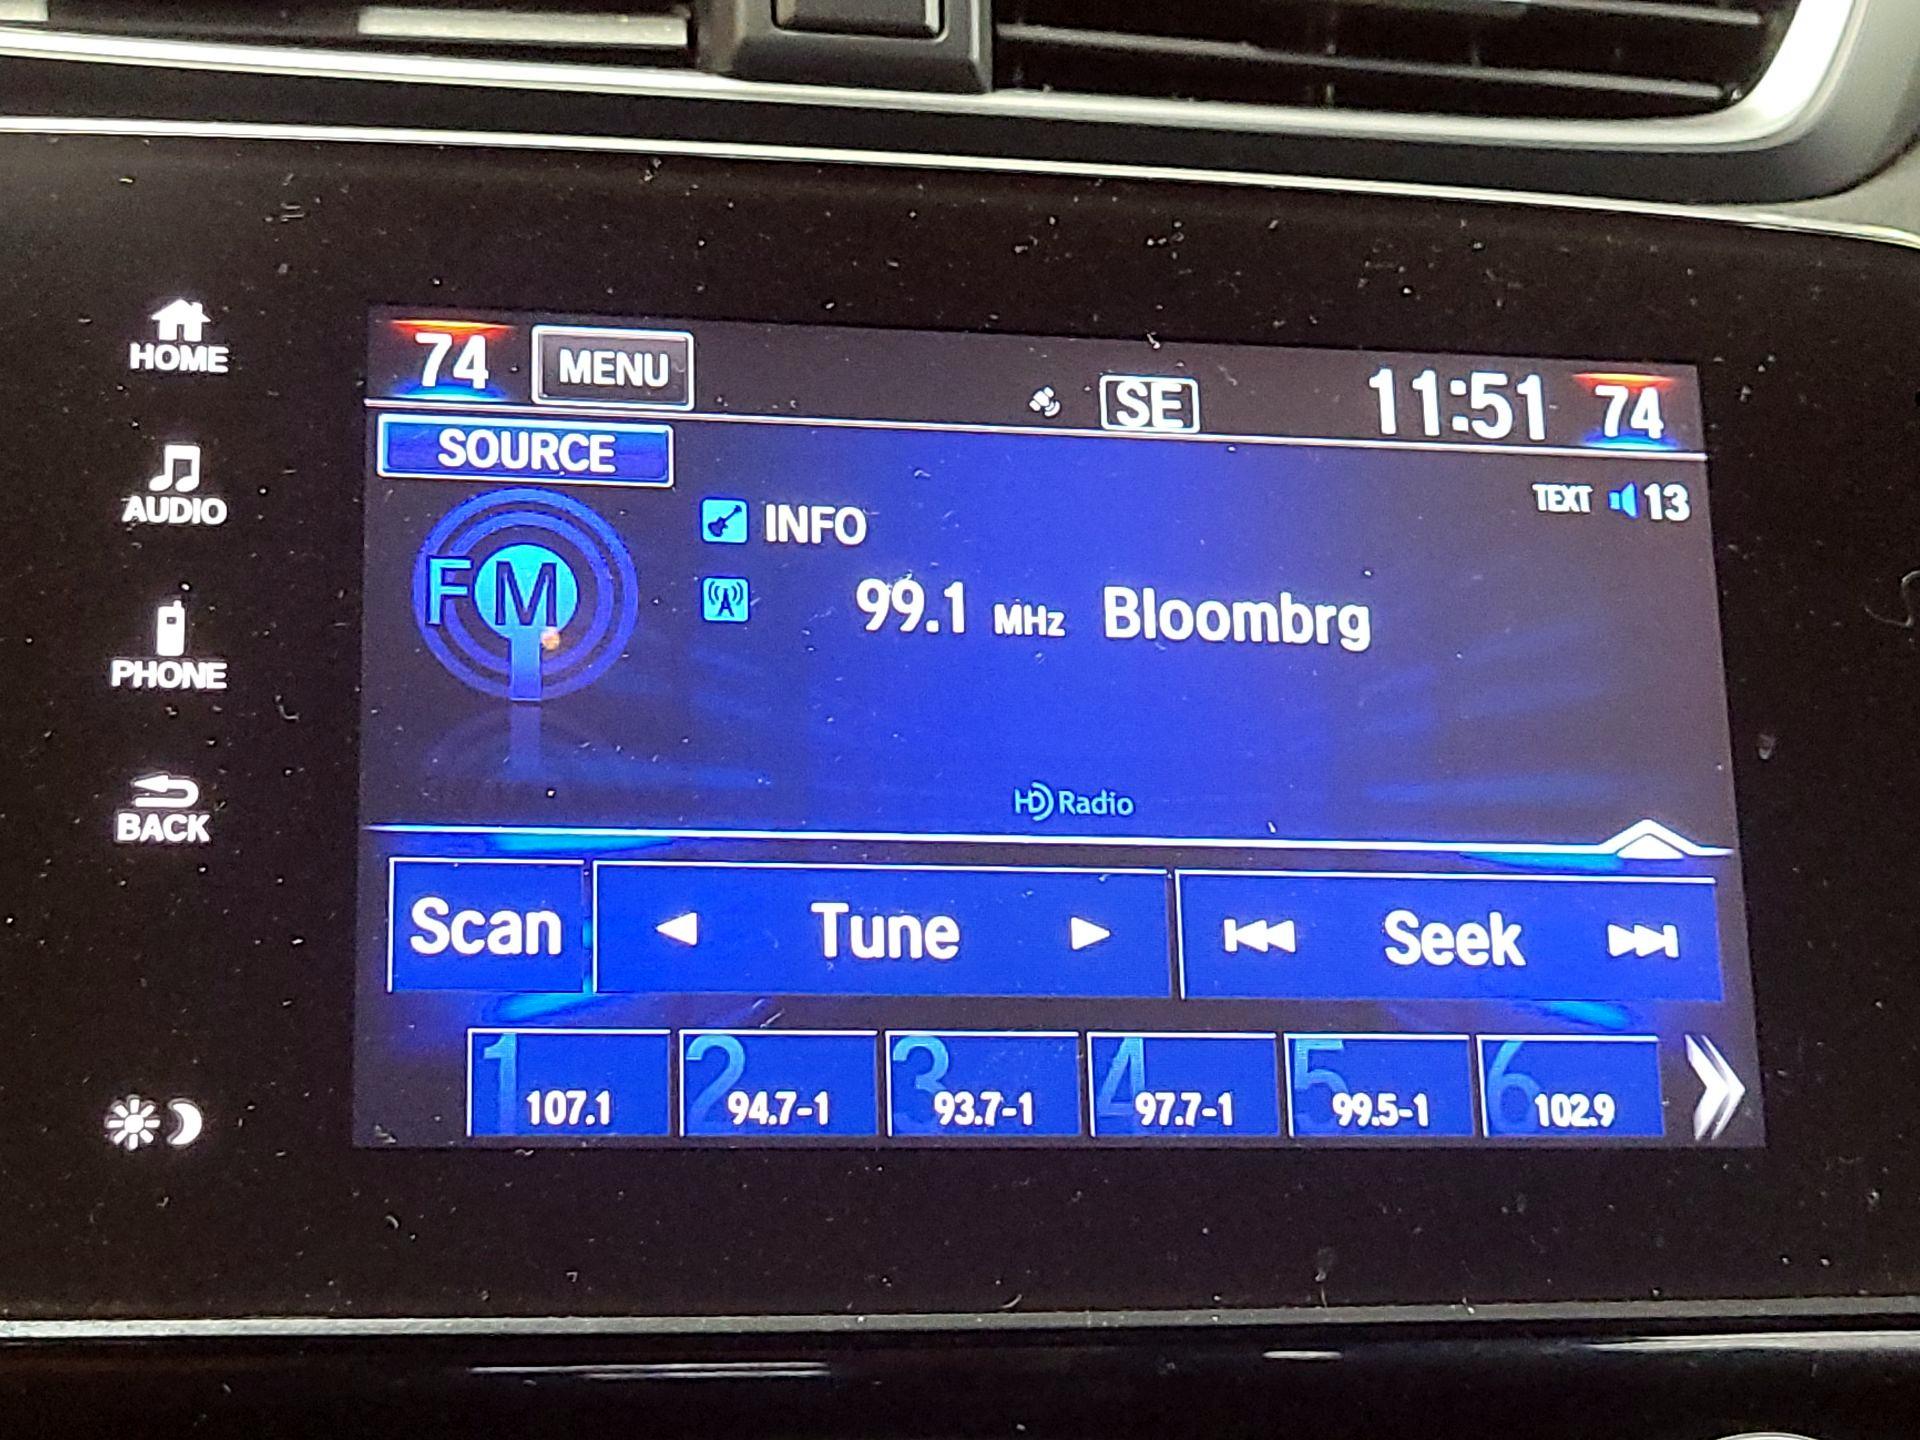 74 MENU SE 11:51 74
SOURCE
TEXT 13
FM
INFO
99.1 MHz Bloombrg
HD Radio
Scan Tune Seek
1 107.1
2 94.7-1
3 93.7-1
4 97.7-1
5 99.5-1
6 102.9
HOME
AUDIO
PHONE
BACK